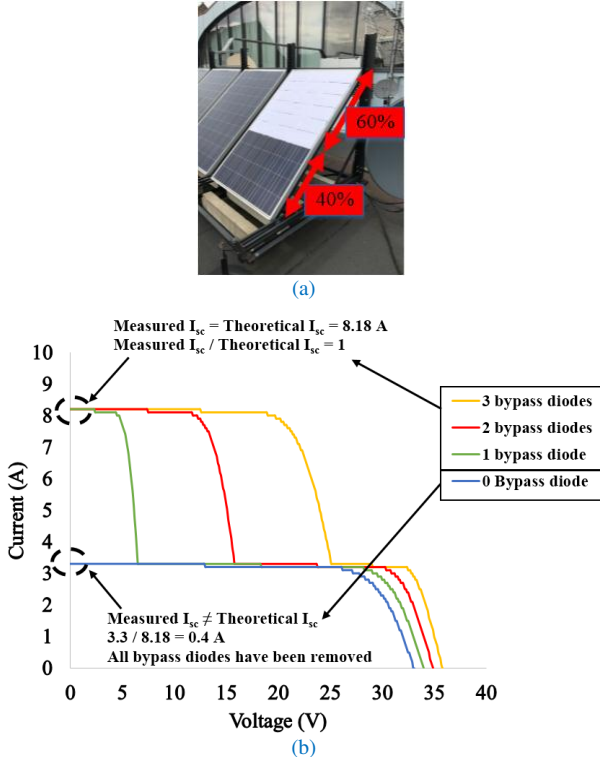 60%
40%
(a)
Measured Isc = Theoretical Isc = 8.18 A
Measured Isc / Theoretical Isc = 1
10
9
8
7
6
5
4
3
2
1
0
Current (A)
3 bypass diodes
2 bypass diodes
1 bypass diode
0 Bypass diode
Measured Isc ≠ Theoretical Isc
3.3 / 8.18 = 0.4 A
All bypass diodes have been removed
0 5 10 15 20 25 30 35 40
Voltage (V)
(b)